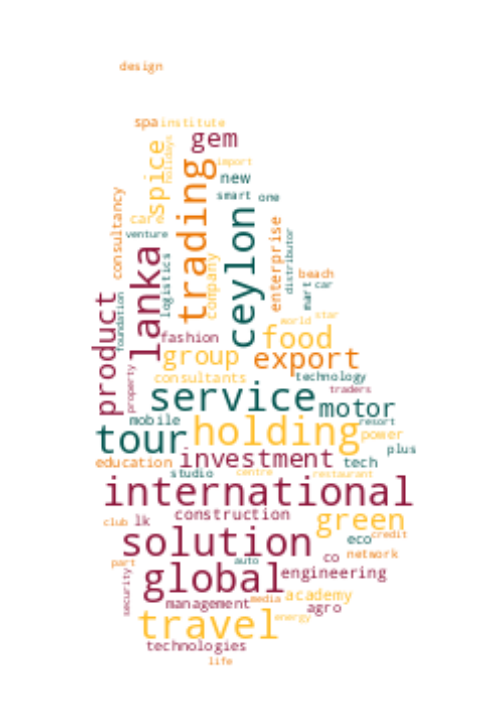 design
spa institute
gem
spice
holidays
trading
import
new
smart one
care
consultancy
venture
ceylon
enterprise
distributor
lanka
logistics
company
beach
mart car
product
foundation
world star
fashion
food
group
export
consultants
technology
property
traders
service
motor
mobile
resort
tour
holding
power
plus
education
investment
tech
studio
centre
restaurant
international
construction
green
club lk
solution
eco credit
co network
part
auto
global
engineering
security
academy
management media
agro
travel
energy
technologies
life